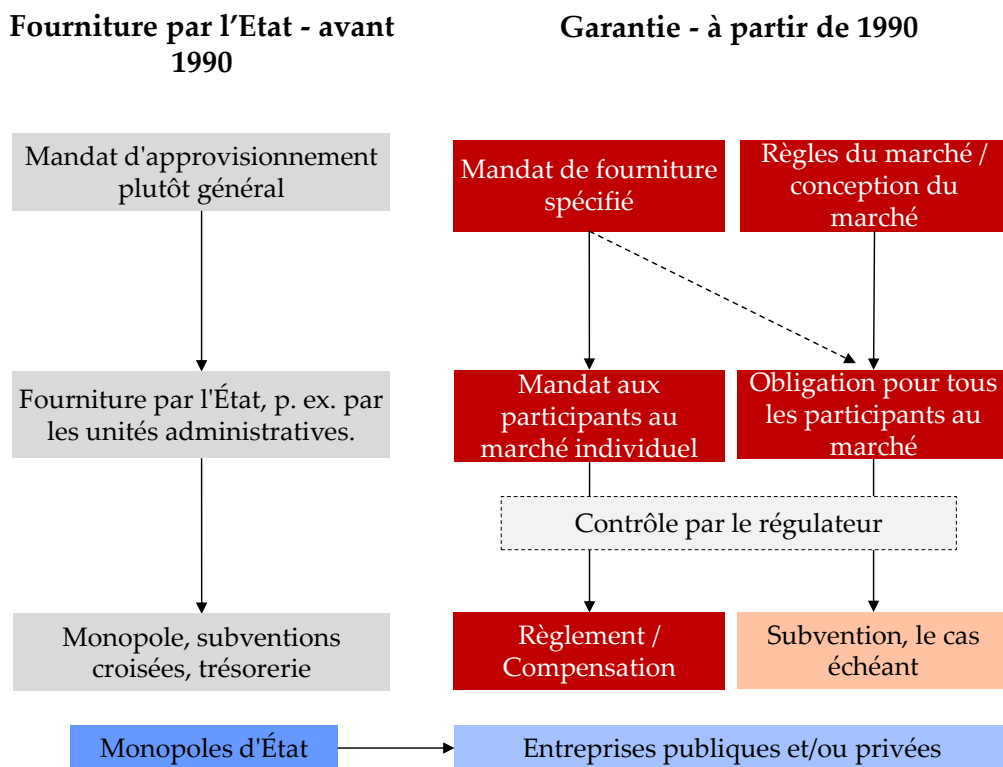 Fourniture par l’Etat - avant
1990
Garantie - à partir de 1990
Mandat d'approvisionnement
plutôt général
Mandat de fourniture
spécifié
Règles du marché /
conception du
marché
Fourniture par l'État, p. ex. par
les unités administratives.
Mandat aux
participants au
marché individuel
Obligation pour tous
les participants au
marché
Contrôle par le régulateur
Monopole, subventions
croisées, trésorerie
Règlement /
Compensation
Subvention, le cas
échéant
Monopoles d'État
Entreprises publiques et/ou privées